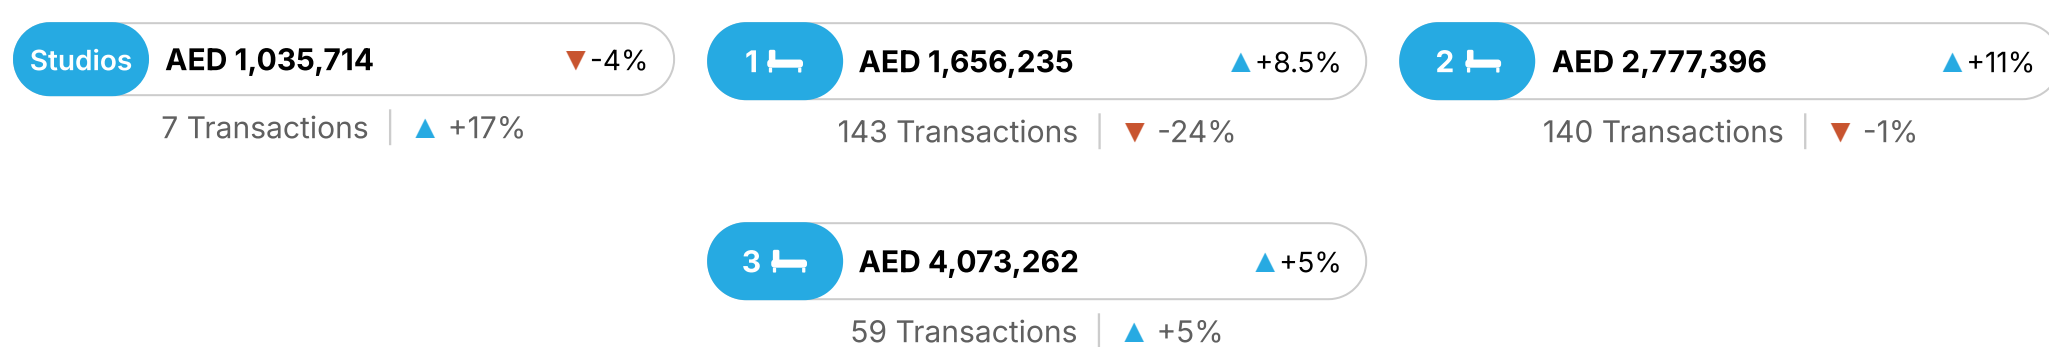 Studios AED 1,035,714 ▼-4%
7 Transactions | ▲ +17%
1 AED 1,656,235 ▲+8.5%
143 Transactions | ▼ -24%
2 AED 2,777,396 ▲+11%
140 Transactions | ▼ -1%
3 AED 4,073,262 ▲+5%
59 Transactions | ▲ +5%